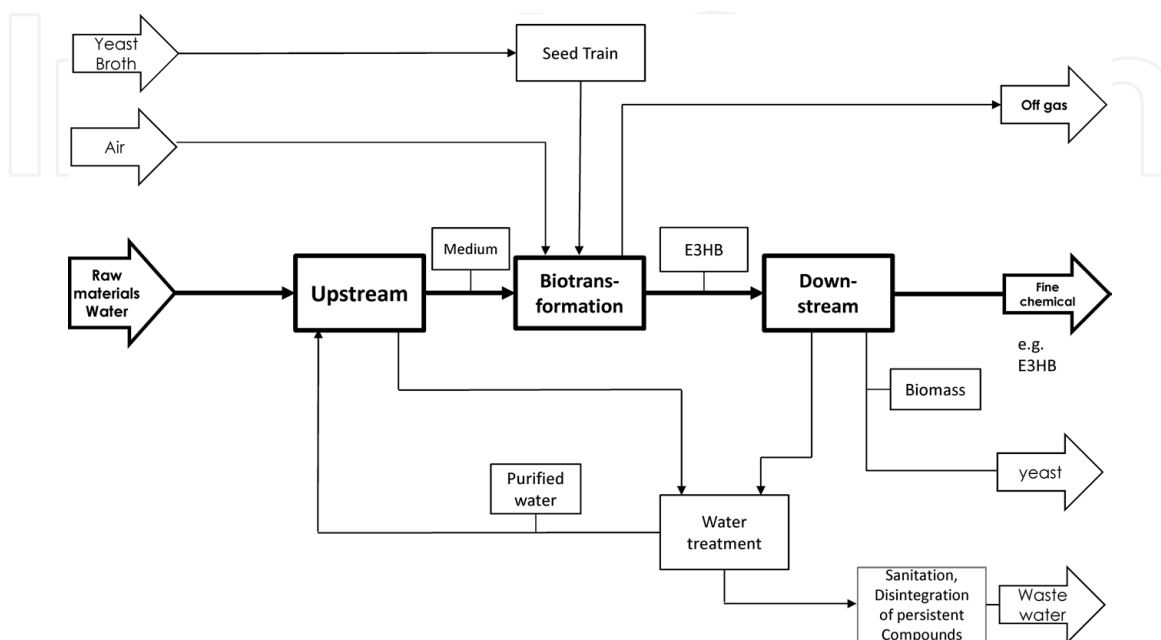 Yeast
Broth
Seed Train
Off gas
Air
Medium
E3HB
Raw
materials
Water
Upstream
Biotrans-
formation
Down-
stream
Fine
chemical
e.g.
E3HB
Biomass
yeast
Purified
water
Water
treatment
Sanitation,
Disintegration
of persistent
Compounds
Waste
water